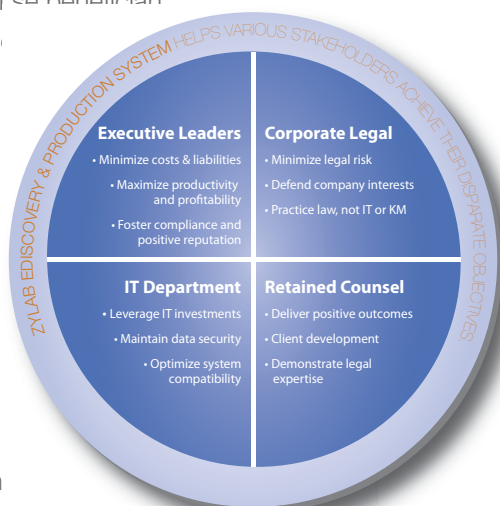 ZYLAB EDISCOVERY & PRODUCTION SYSTEM HELPS VARIOUS STAKEHOLDERS ACHIEVE THEIR DISPARATE OBJECTIVES.
Executive Leaders
• Minimize costs & liabilities
• Maximize productivity
and profitability
• Foster compliance and
positive reputation
Corporate Legal
• Minimize legal risk
• Defend company interests
• Practice law, not IT or KM
IT Department
• Leverage IT investments
• Maintain data security
• Optimize system
compatibility
Retained Counsel
• Deliver positive outcomes
• Client development
• Demonstrate legal
expertise